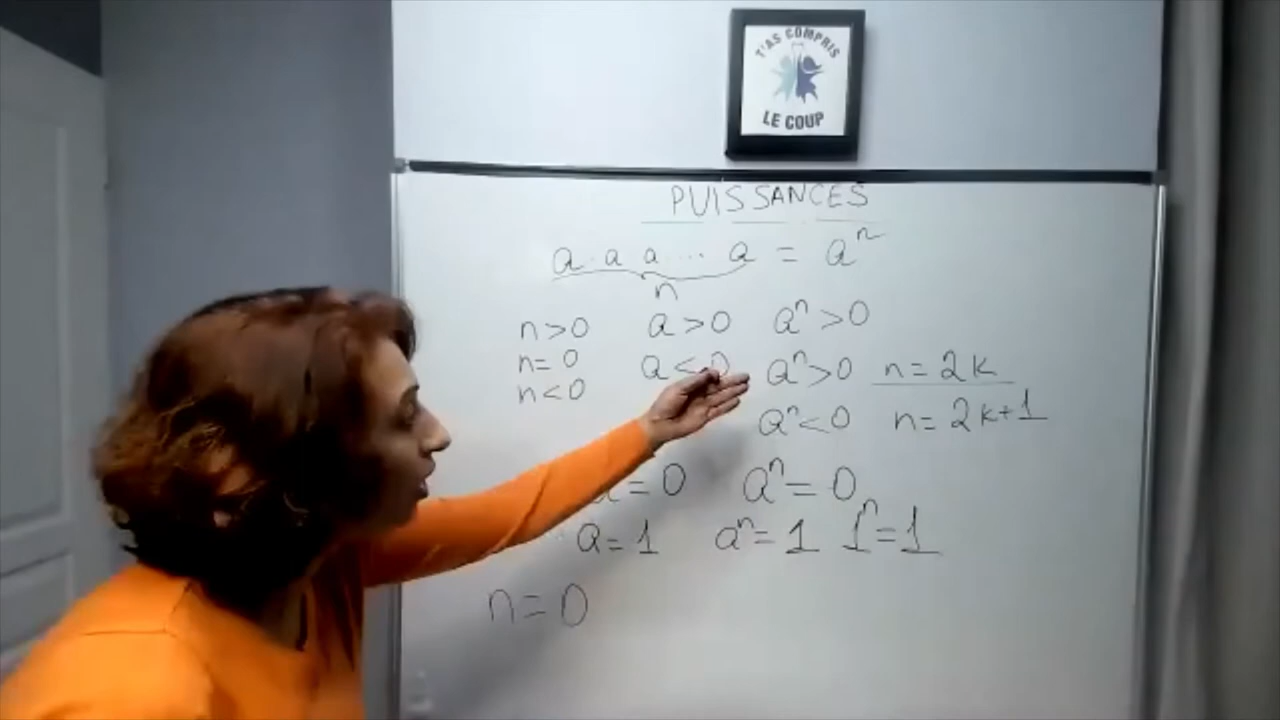 T'AS COMPRIS
LE COUP
PUISSANCES
a · a a ... a = aⁿ
n
n>0 a>0 aⁿ>0
n=0 a<0 aⁿ>0 n=2k
n<0
aⁿ<0 n=2k+1
a=0 aⁿ=0
a=1 aⁿ=1 1ⁿ=1
n=0